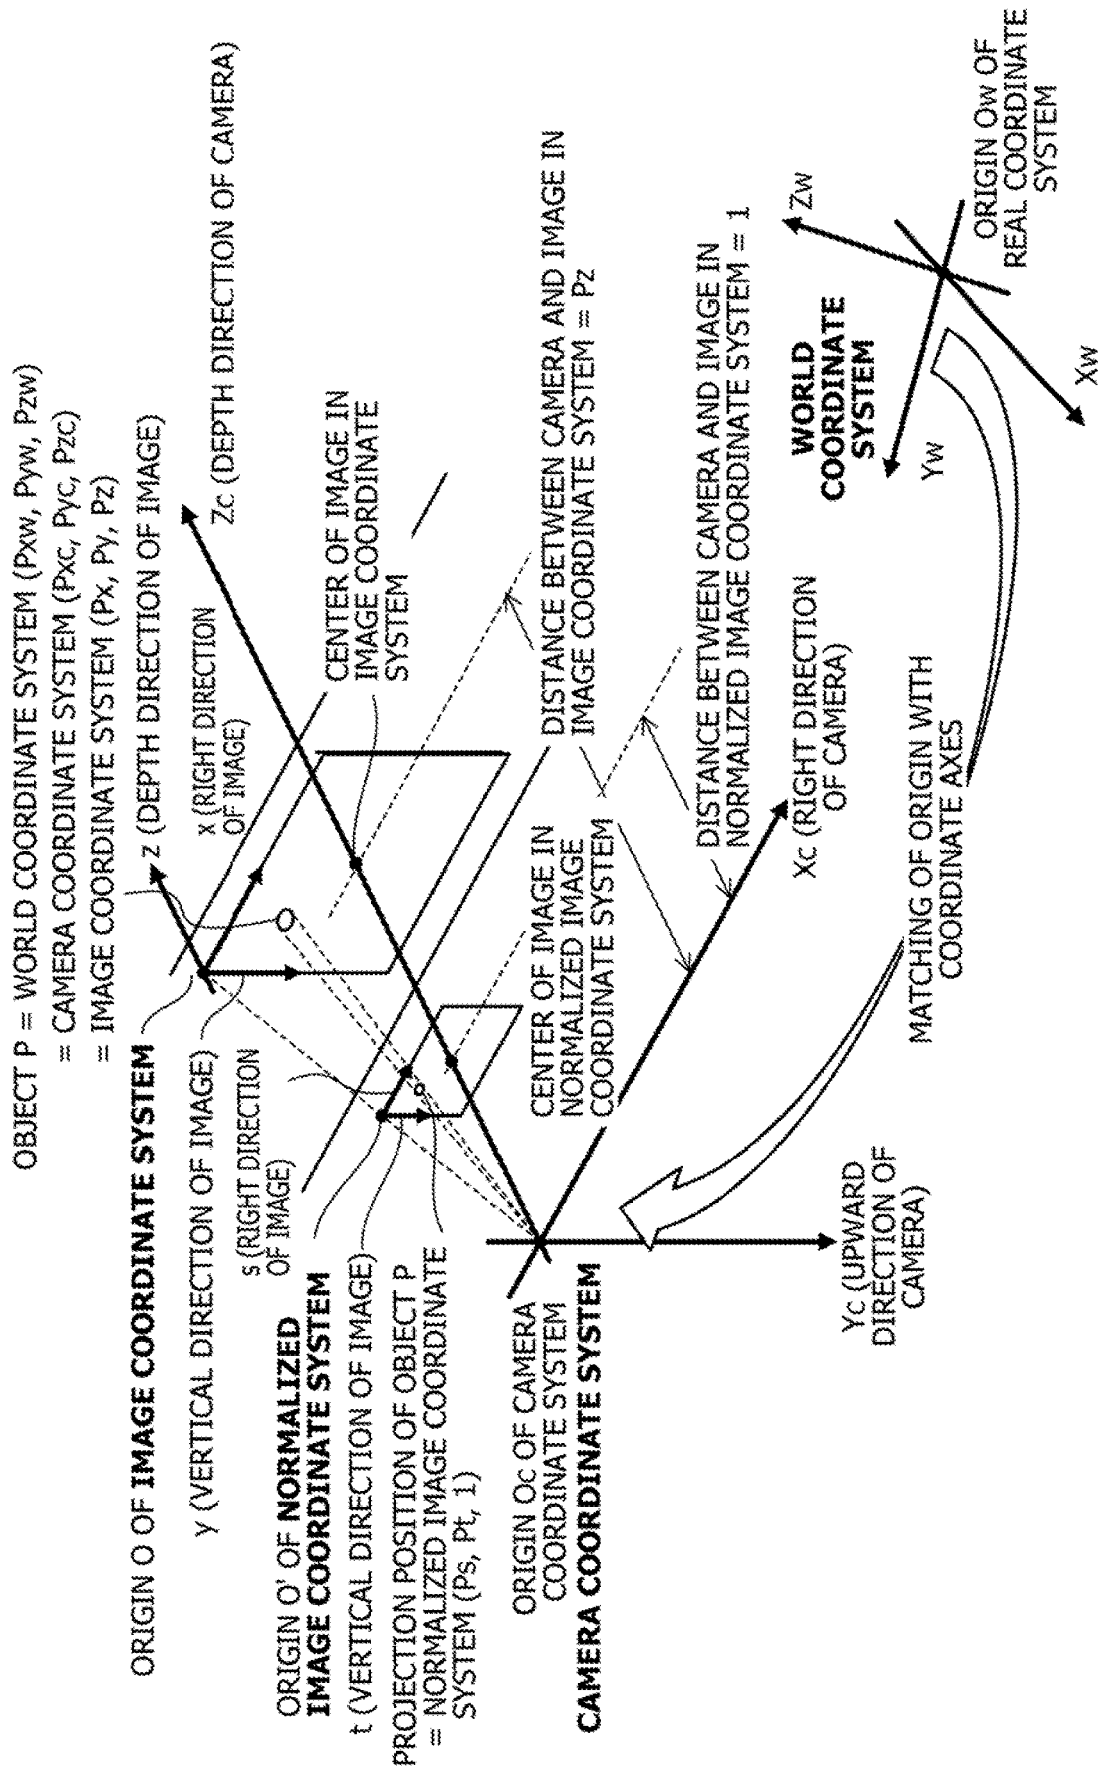 OBJECT P = WORLD COORDINATE SYSTEM (Pxw, Pyw, Pzw)
= CAMERA COORDINATE SYSTEM (Pxc, Pyc, Pzc)
= IMAGE COORDINATE SYSTEM (Px, Py, Pz)
ORIGIN O OF IMAGE COORDINATE SYSTEM
z (DEPTH DIRECTION OF IMAGE)
y (VERTICAL DIRECTION OF IMAGE)
x (RIGHT DIRECTION
OF IMAGE)
Zc (DEPTH DIRECTION OF CAMERA)
s (RIGHT DIRECTION
OF IMAGE)
ORIGIN O' OF NORMALIZED
IMAGE COORDINATE SYSTEM
CENTER OF IMAGE IN
IMAGE COORDINATE
SYSTEM
t (VERTICAL DIRECTION OF IMAGE)
PROJECTION POSITION OF OBJECT P
= NORMALIZED IMAGE COORDINATE
SYSTEM (Ps, Pt, 1)
ORIGIN Oc OF CAMERA
COORDINATE SYSTEM
CAMERA COORDINATE SYSTEM
CENTER OF IMAGE IN
NORMALIZED IMAGE
COORDINATE SYSTEM
DISTANCE BETWEEN CAMERA AND IMAGE IN
IMAGE COORDINATE SYSTEM = Pz
DISTANCE BETWEEN CAMERA AND IMAGE IN
NORMALIZED IMAGE COORDINATE SYSTEM = 1
Xc (RIGHT DIRECTION
OF CAMERA)
Yc (UPWARD
DIRECTION OF
CAMERA)
WORLD
COORDINATE
SYSTEM
Zw
Yw
Xw
ORIGIN Ow OF
REAL COORDINATE
SYSTEM
MATCHING OF ORIGIN WITH
COORDINATE AXES